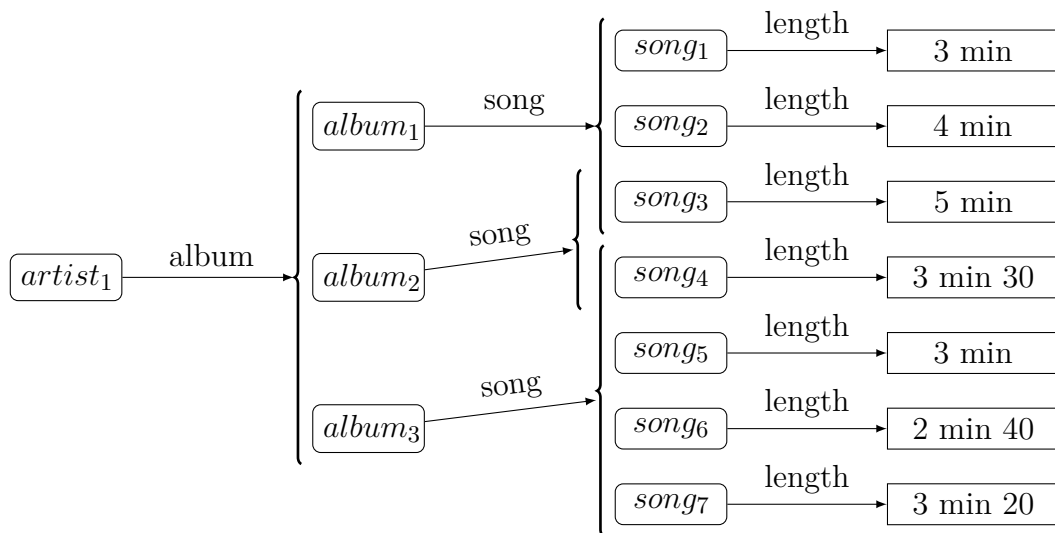 length
song₁
3 min
song
length
album₁
song₂
4 min
length
song₃
5 min
song
album
length
artist₁
album₂
song₄
3 min 30
length
song₅
3 min
song
length
album₃
song₆
2 min 40
length
song₇
3 min 20